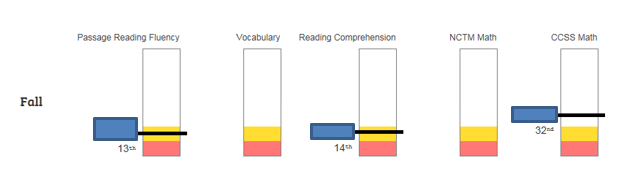 Passage Reading Fluency
Vocabulary
Reading Comprehension
NCTM Math
CCSS Math
Fall
13th
14th
32nd